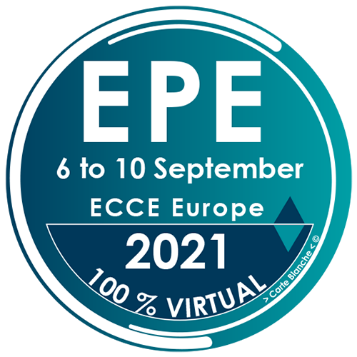 EPE
6 to 10 September
ECCE Europe
2021
100 % VIRTUAL
> Carte Blanche < ©